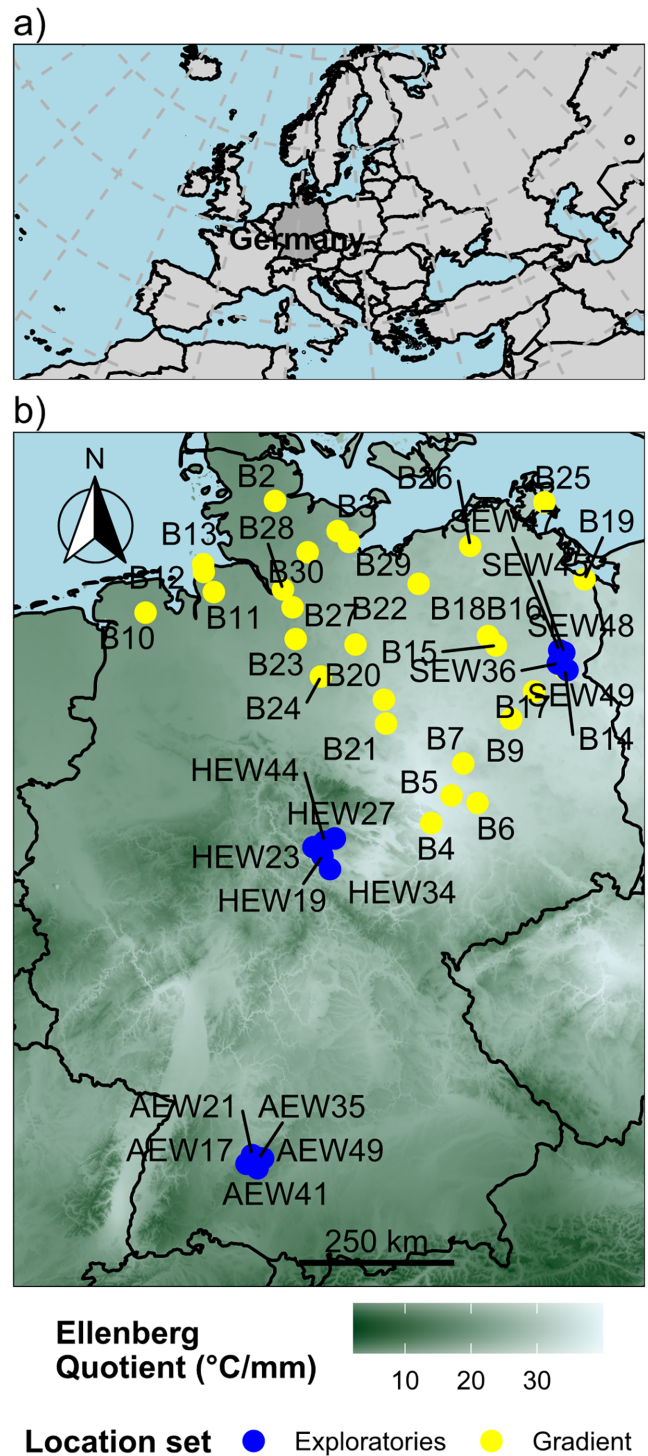 a)
Germany
b)
N
B2
B26
B25
B3
SEW47
B19
B28
B13
SEW45
B30
B29
B12
B18
B16
SEW48
B10
B11
B27
B22
B15
SEW36
B23
B20
B24
B17
SEW49
B21
B7
B9
B14
HEW44
B5
HEW27
B6
HEW23
B4
HEW19
HEW34
AEW21
AEW35
AEW17
AEW49
AEW41
250 km
Ellenberg
Quotient (°C/mm)
10 20 30
Location set Exploratories Gradient